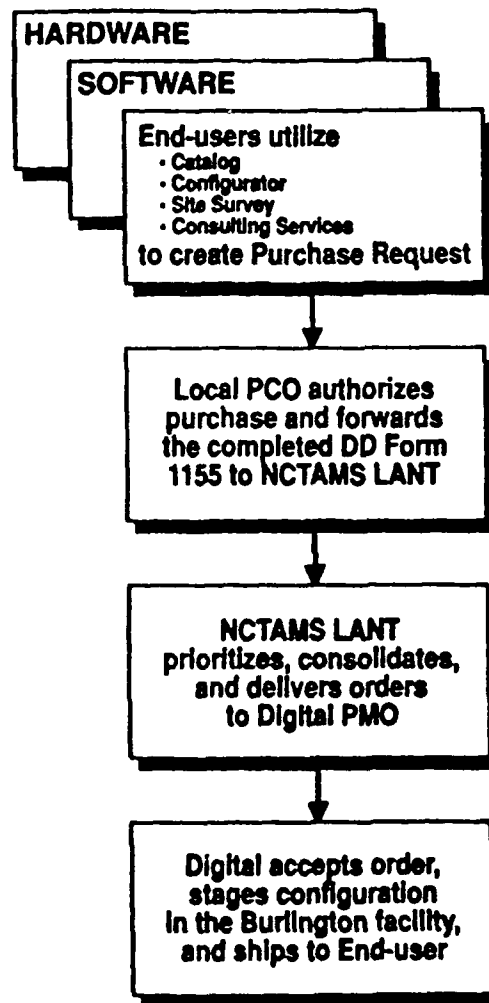 HARDWARE
SOFTWARE
End-users utilize
· Catalog
· Configurator
· Site Survey
· Consulting Services
to create Purchase Request
Local PCO authorizes
purchase and forwards
the completed DD Form
1155 to NCTAMS LANT
NCTAMS LANT
prioritizes, consolidates,
and delivers orders
to Digital PMO
Digital accepts order,
stages configuration
in the Burlington facility,
and ships to End-user